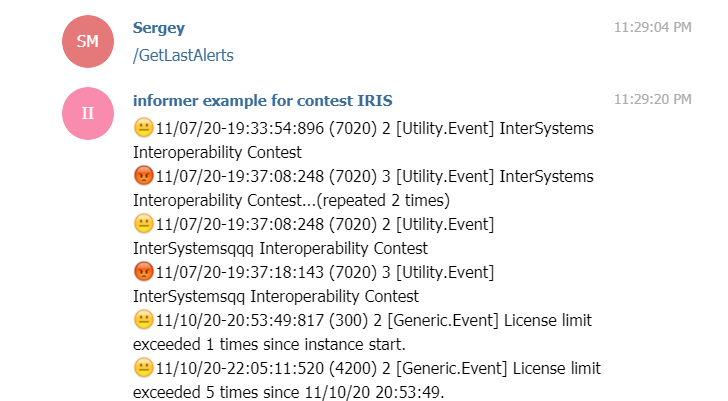 SM
Sergey
11:29:04 PM
/GetLastAlerts
II
informer example for contest IRIS
11:29:20 PM
😐11/07/20-19:33:54:896 (7020) 2 [Utility.Event] InterSystems
Interoperability Contest
😡11/07/20-19:37:08:248 (7020) 3 [Utility.Event] InterSystems
Interoperability Contest...(repeated 2 times)
😐11/07/20-19:37:08:248 (7020) 2 [Utility.Event]
InterSystemsqqq Interoperability Contest
😡11/07/20-19:37:18:143 (7020) 3 [Utility.Event]
InterSystemsqq Interoperability Contest
😐11/10/20-20:53:49:817 (300) 2 [Generic.Event] License limit
exceeded 1 times since instance start.
😐11/10/20-22:05:11:520 (4200) 2 [Generic.Event] License limit
exceeded 5 times since 11/10/20 20:53:49.